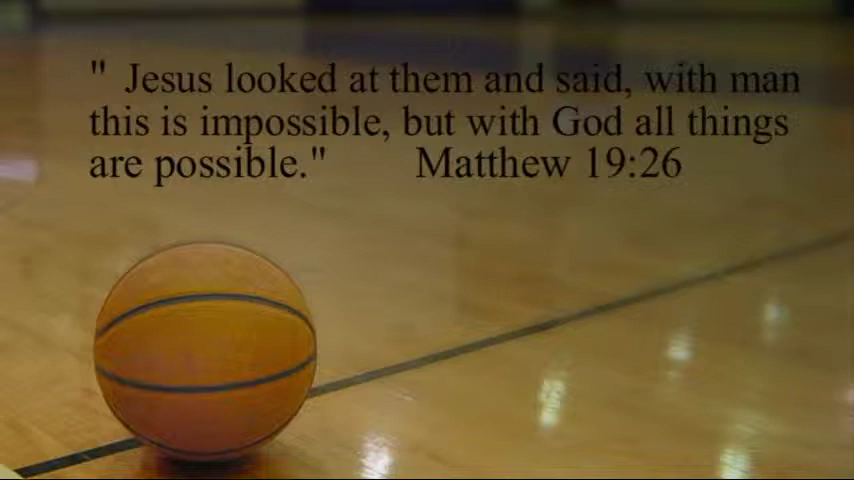 " Jesus looked at them and said, with man
this is impossible, but with God all things
are possible." Matthew 19:26